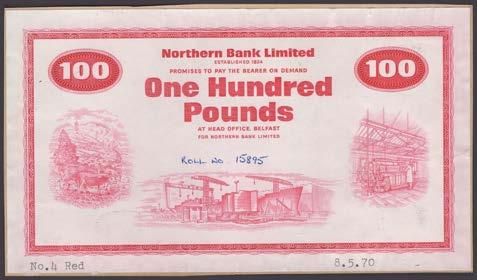 Northern Bank Limited
ESTABLISHED 1824
PROMISES TO PAY THE BEARER ON DEMAND
100
100
One Hundred
Pounds
AT HEAD OFFICE, BELFAST
FOR NORTHERN BANK LIMITED
ROLL NO. 15895
No.4 Red
8.5.70